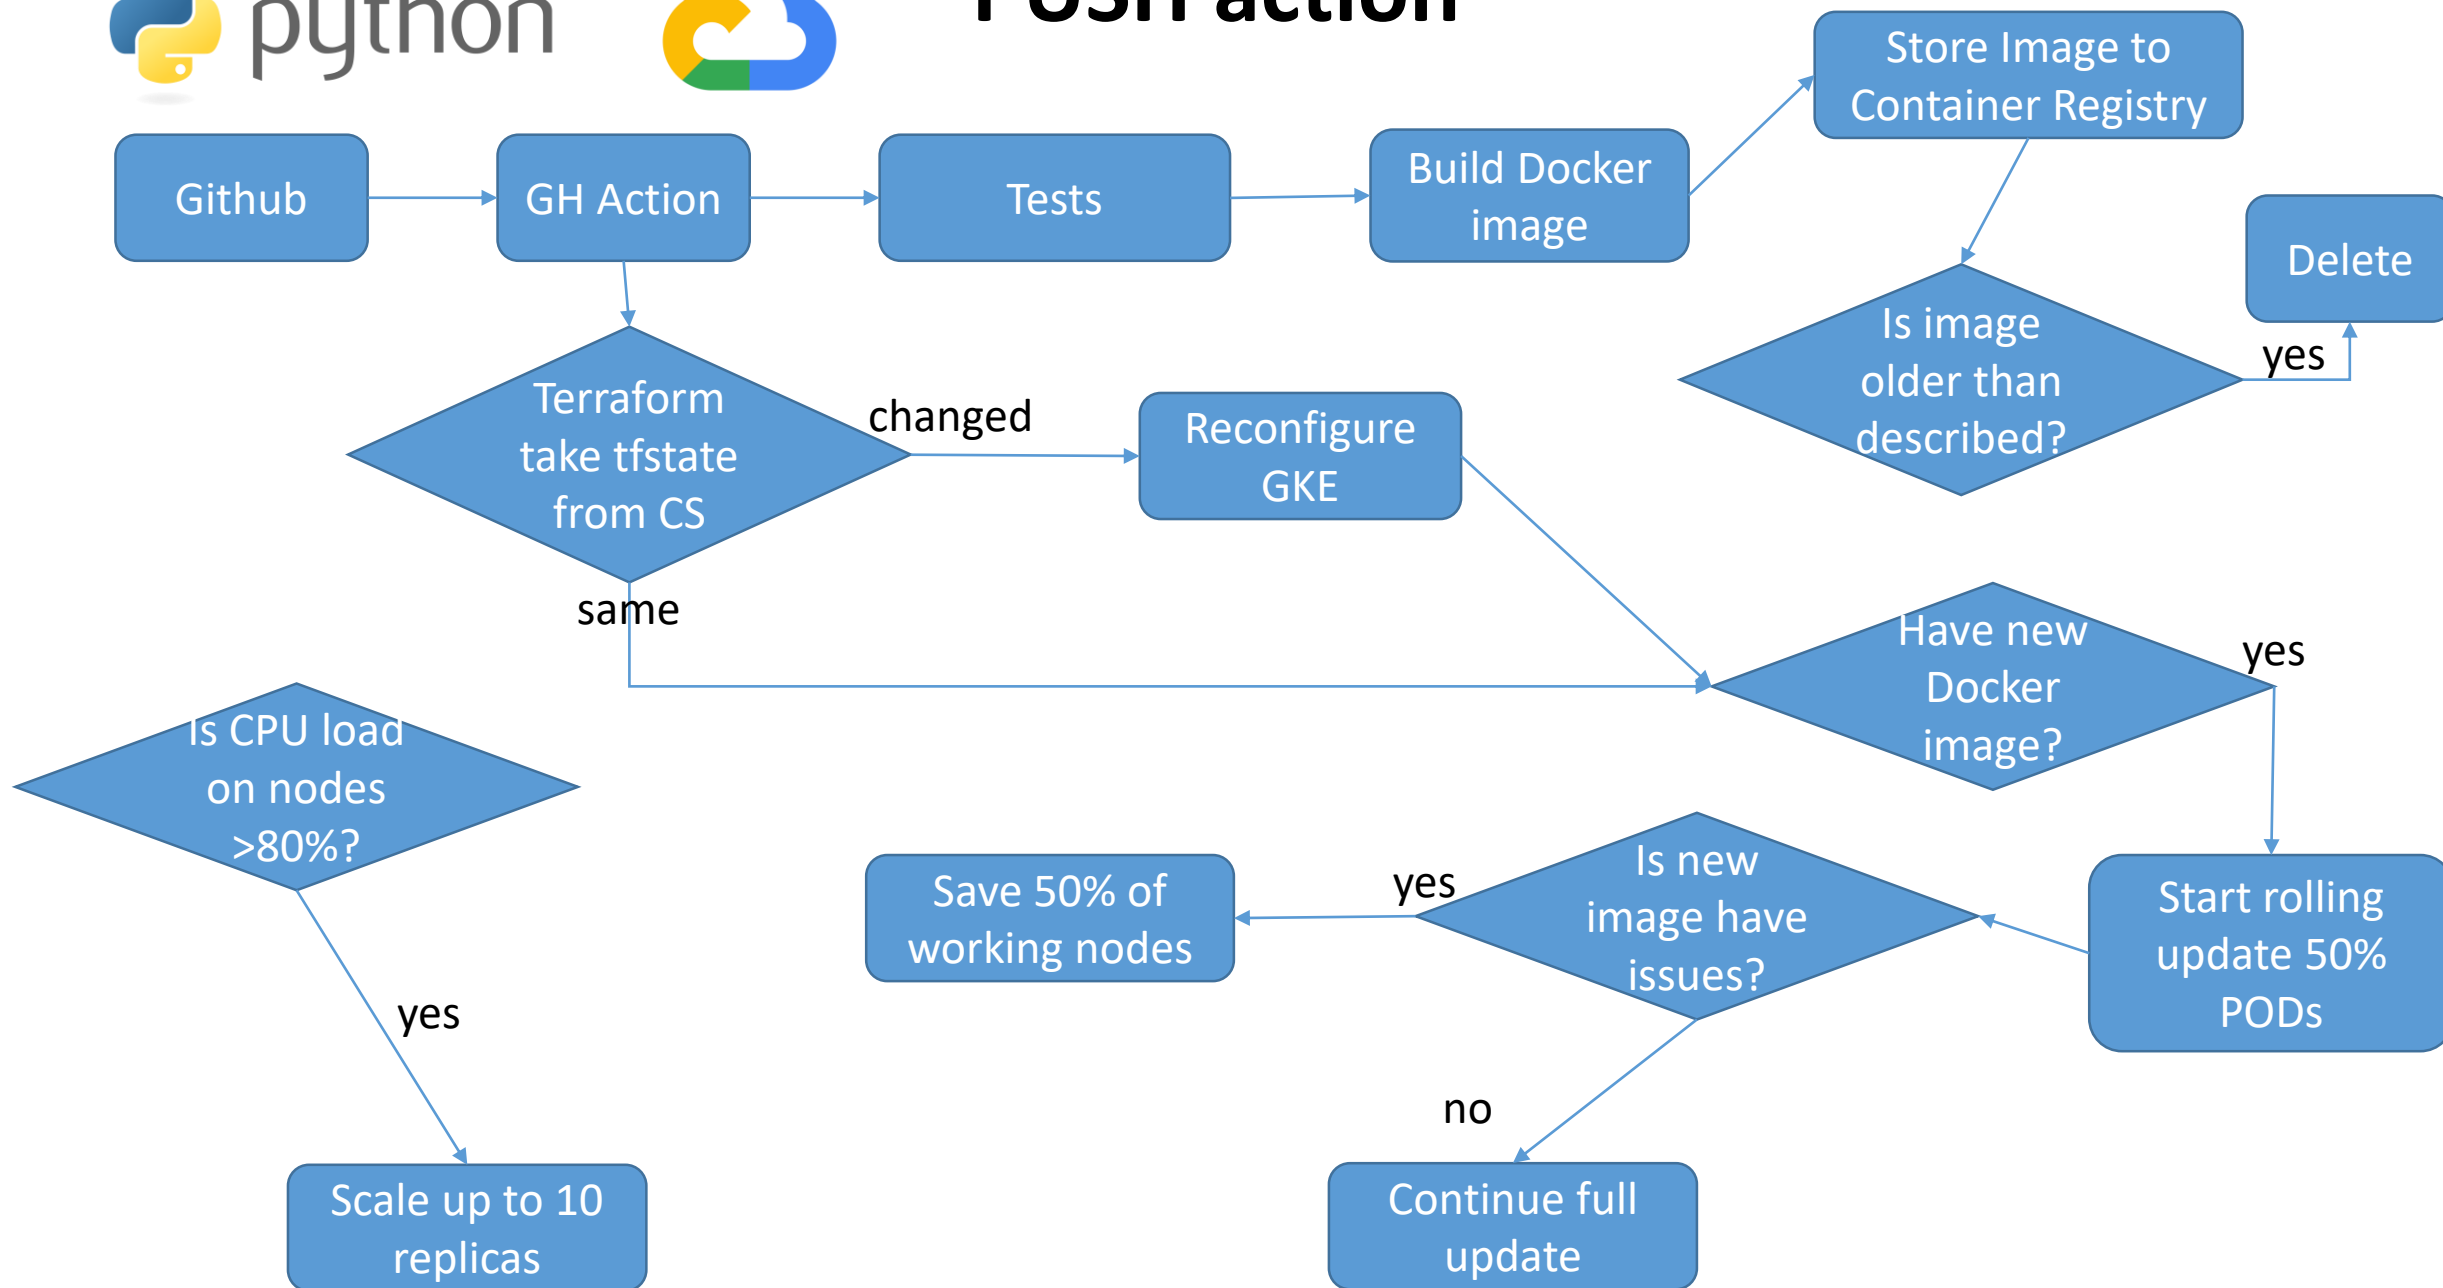 python
PUSH action
Store Image to
Container Registry
Github
GH Action
Tests
Build Docker
image
Delete
Is image
older than
described?
yes
Terraform
take tfstate
from CS
changed
Reconfigure
GKE
same
Have new
Docker
image?
yes
Is CPU load
on nodes
>80%?
Save 50% of
working nodes
yes
Is new
image have
issues?
Start rolling
update 50%
PODs
yes
no
Scale up to 10
replicas
Continue full
update